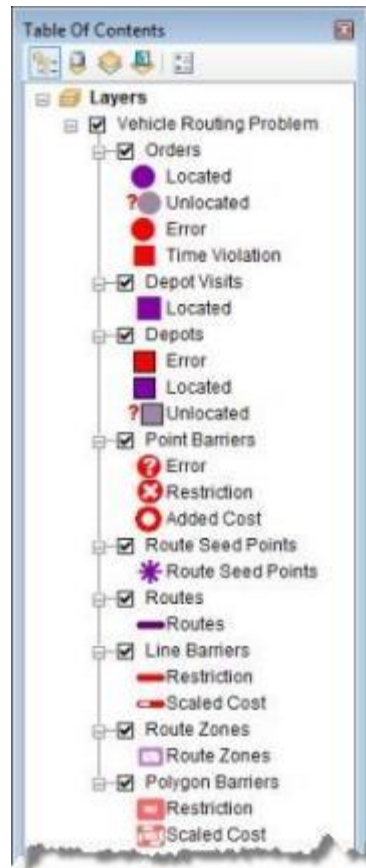 Table Of Contents
Layers
Vehicle Routing Problem
Orders
Located
?Unlocated
Error
Time Violation
Depot Visits
Located
Depots
Error
Located
?Unlocated
Point Barriers
? Error
Restriction
Added Cost
Route Seed Points
Route Seed Points
Routes
Routes
Line Barriers
Restriction
Scaled Cost
Route Zones
Route Zones
Polygon Barriers
Restriction
Scaled Cost